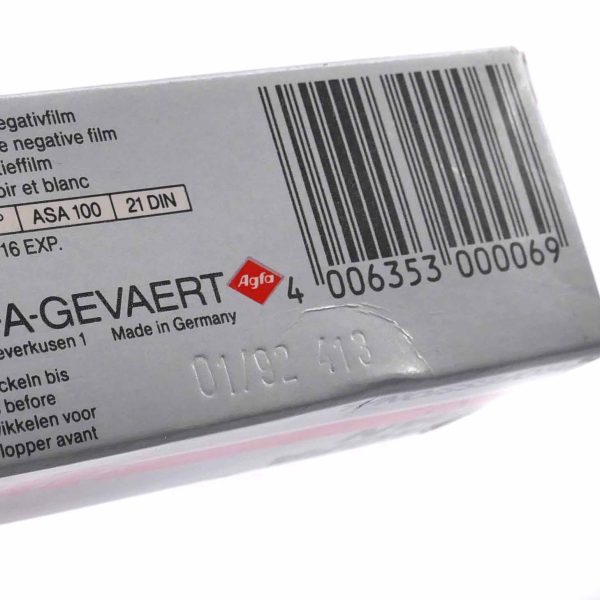 egativfilm
e negative film
ieffilm
oir et blanc
P ASA 100 21 DIN
16 EXP.
-A-GEVAERT Agfa
everkusen 1 Made in Germany
4 006353 000069
01/92 413
ckeln bis
before
wikkelen voor
lopper avant